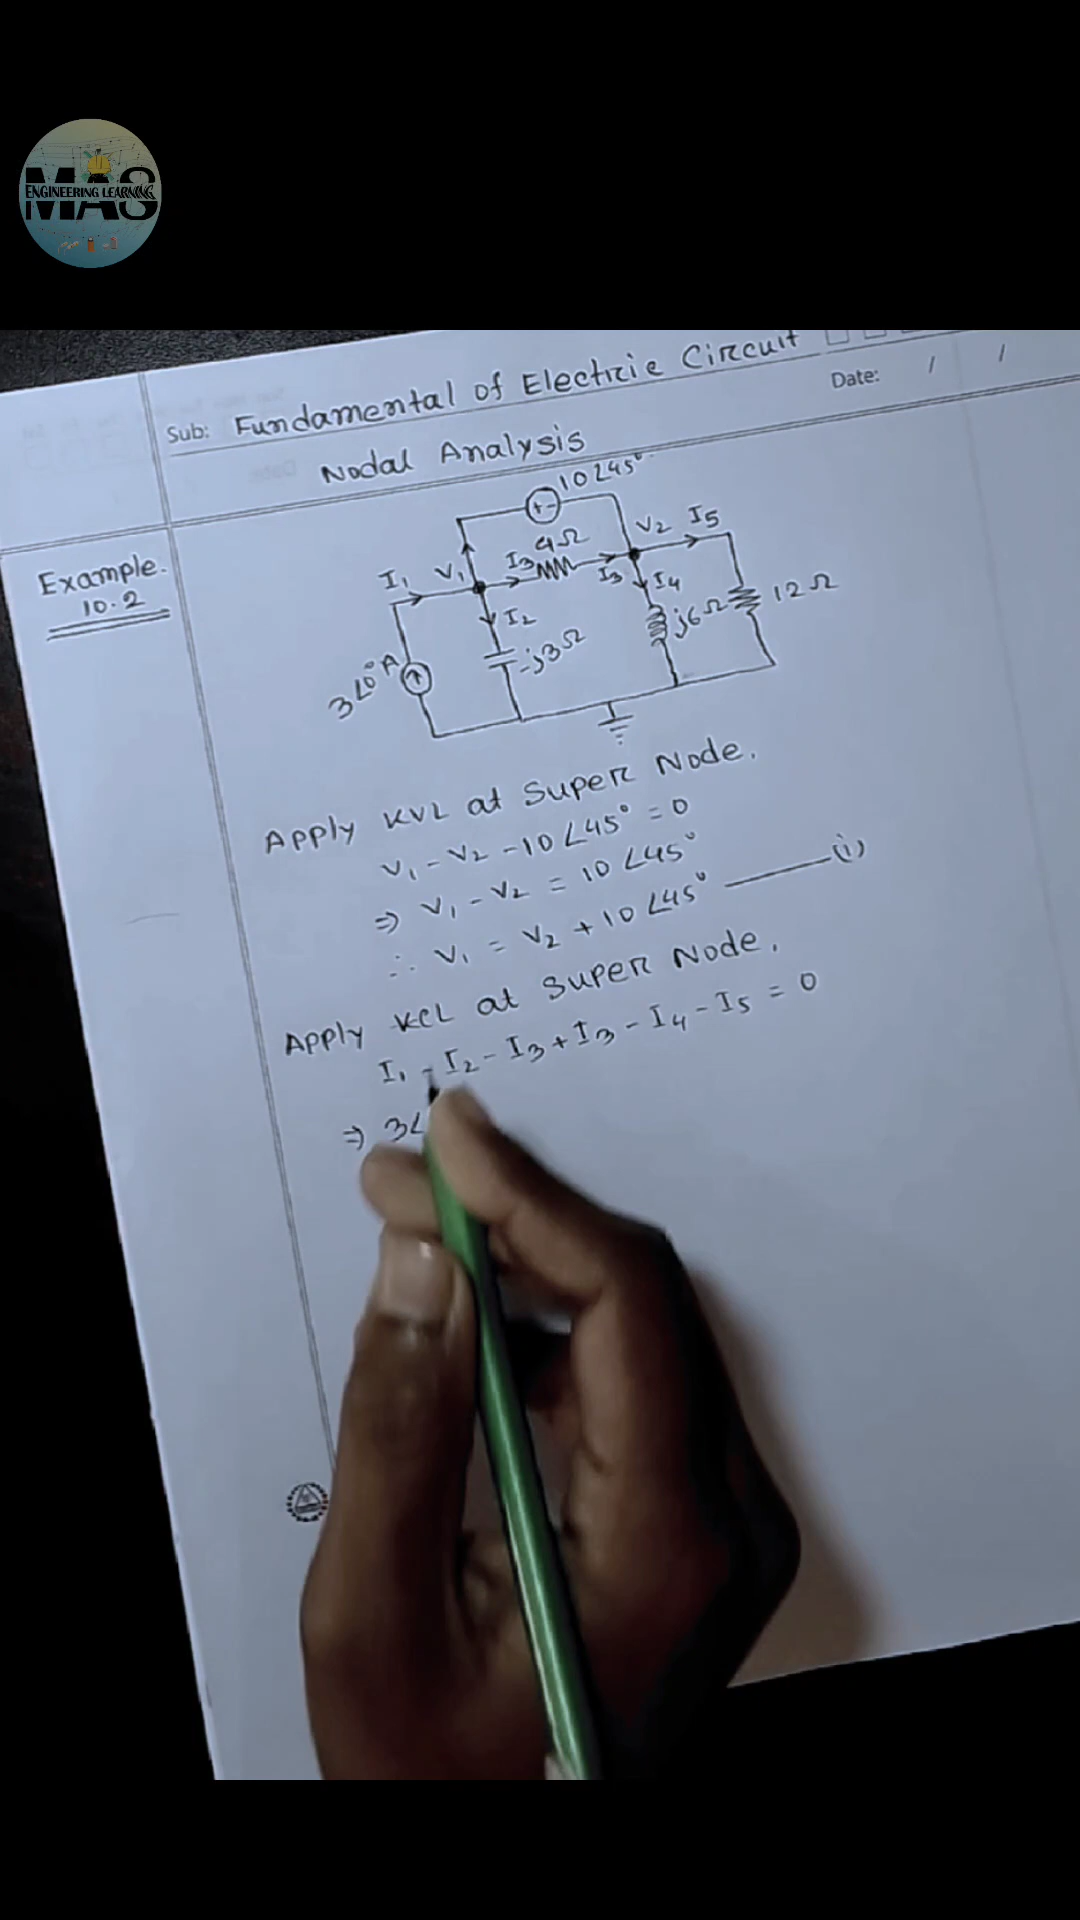 MAS
ENGINEERING LEARNING
Sub: Fundamental of Electric Circuit
Date: / /
Nodal Analysis
Example.
10.2
10∠45°
I₁ V₁ I₃ 4Ω I₃ V₂ I₅
I₂ I₄
3∠0°A -j3Ω j6Ω 12Ω
+-
Apply KVL at Super Node.
V₁ - V₂ - 10∠45° = 0
⇒ V₁ - V₂ = 10∠45°
∴ V₁ = V₂ + 10∠45° —— (i)
Apply KCL at Super Node.
I₁ - I₂ - I₃ + I₃ - I₄ - I₅ = 0
⇒ 3∠